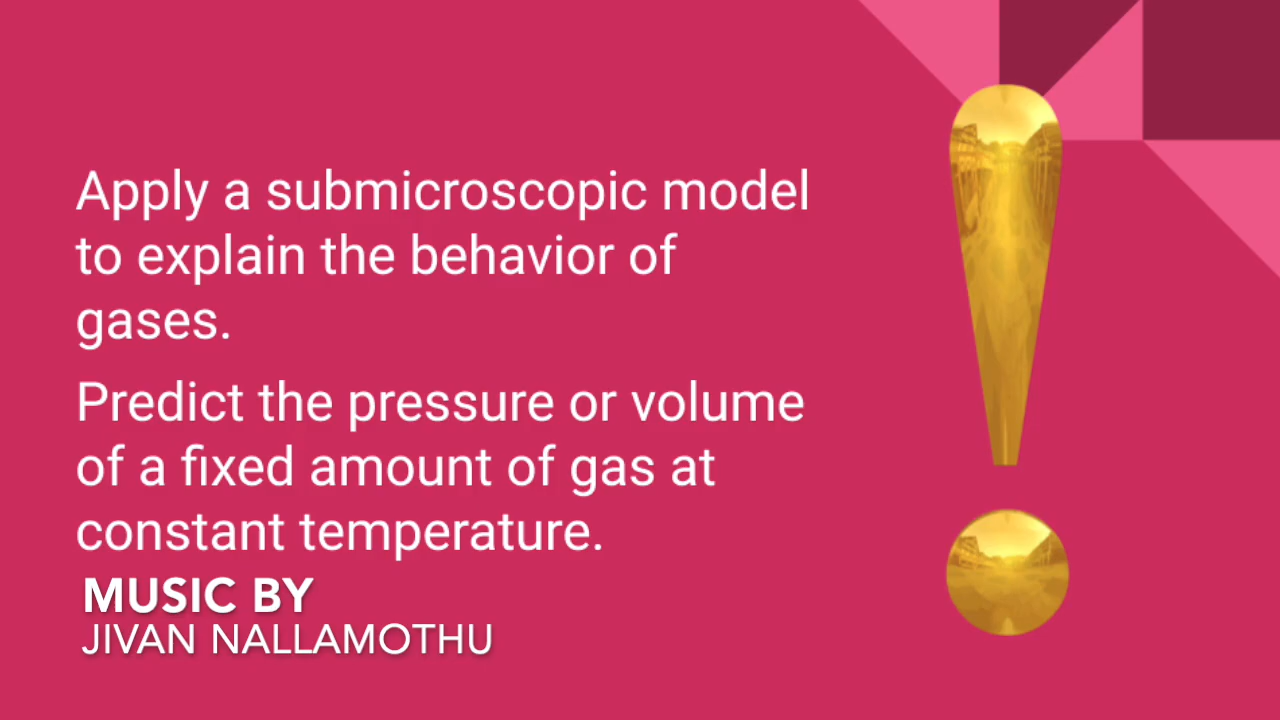 Apply a submicroscopic model
to explain the behavior of
gases.
Predict the pressure or volume
of a fixed amount of gas at
constant temperature.
MUSIC BY
JIVAN NALLAMOTHU